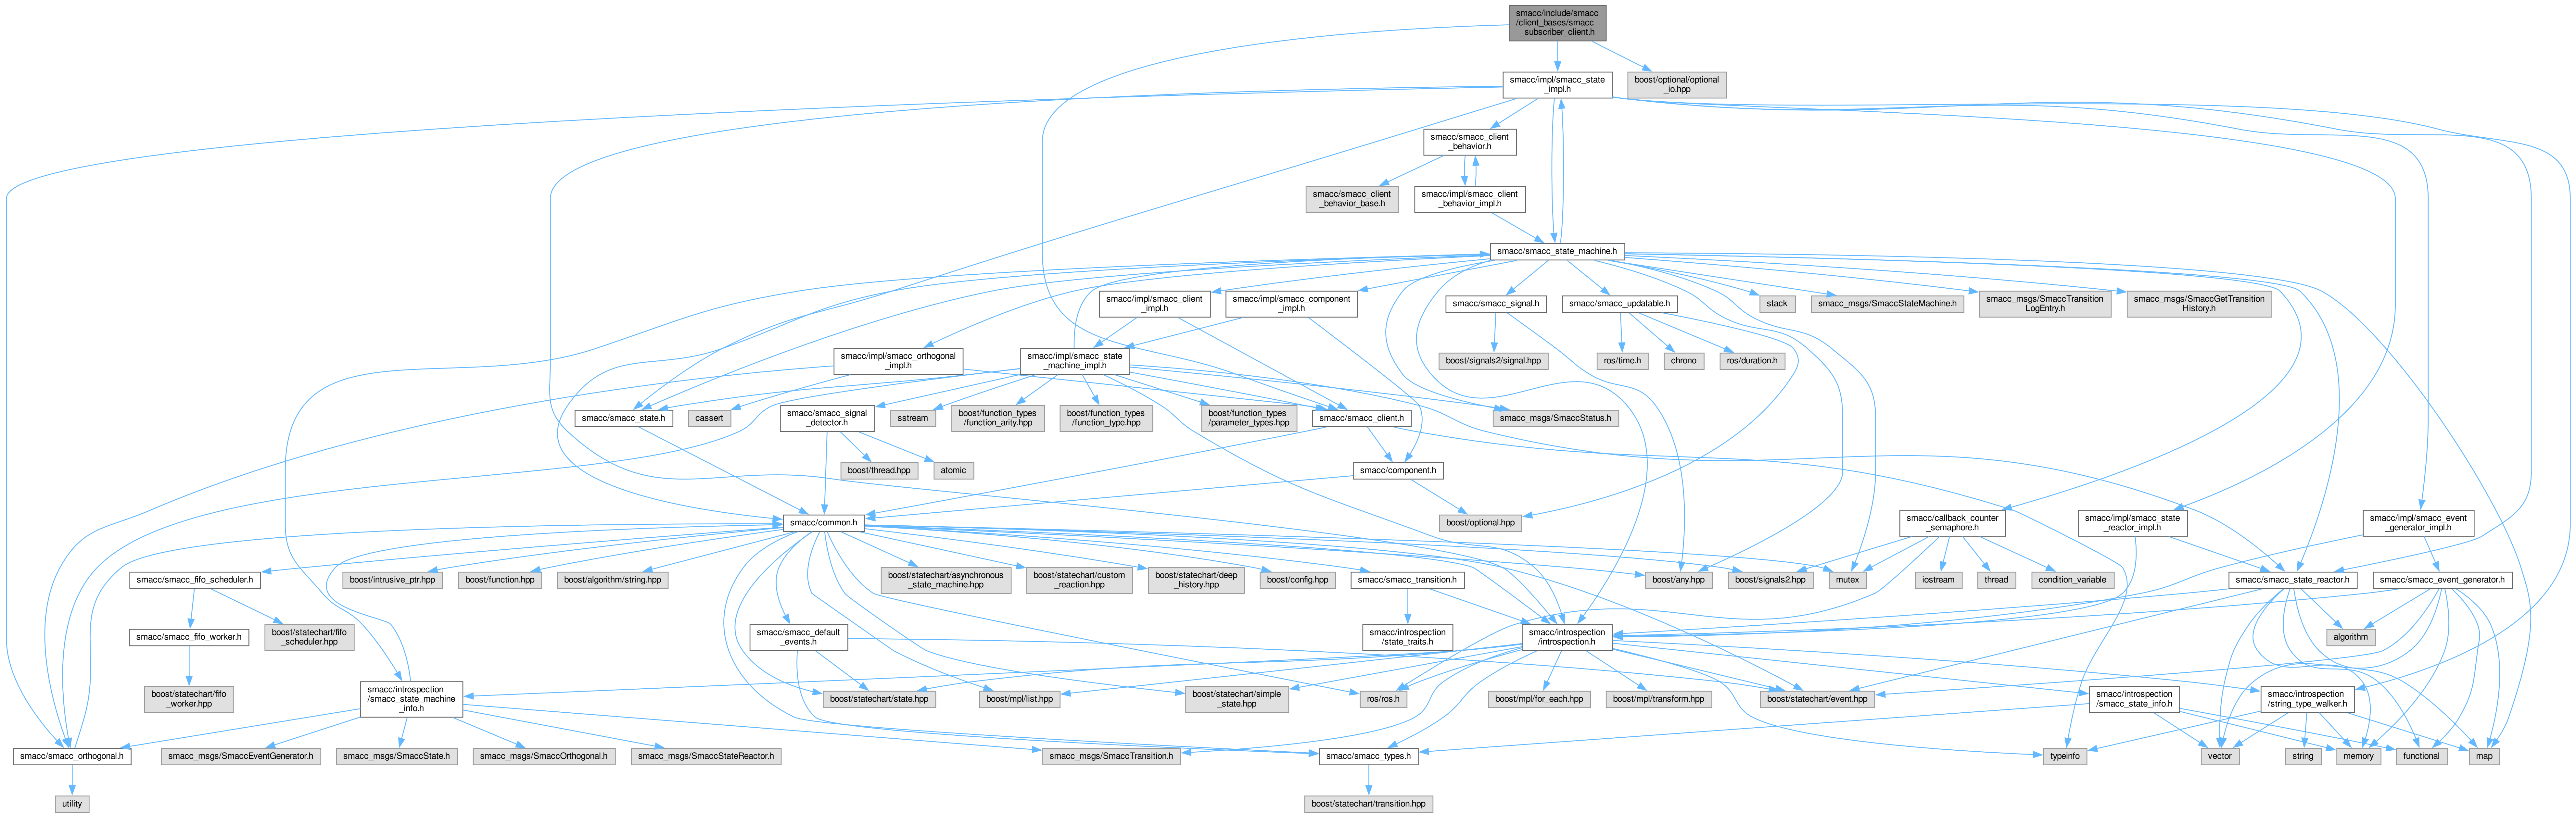 smacc/include/smacc
/client_bases/smacc
_subscriber_client.h
smacc/impl/smacc_state
_impl.h
boost/optional/optional
_io.hpp
smacc/smacc_client
_behavior.h
smacc/smacc_client
_behavior_base.h
smacc/impl/smacc_client
_behavior_impl.h
smacc/smacc_state_machine.h
smacc/impl/smacc_client
_impl.h
smacc/impl/smacc_component
_impl.h
smacc/smacc_signal.h
smacc/smacc_updatable.h
stack
smacc_msgs/SmaccStateMachine.h
smacc_msgs/SmaccTransition
LogEntry.h
smacc_msgs/SmaccGetTransition
History.h
smacc/impl/smacc_orthogonal
_impl.h
smacc/impl/smacc_state
_machine_impl.h
boost/signals2/signal.hpp
ros/time.h
chrono
ros/duration.h
smacc/smacc_state.h
cassert
smacc/smacc_signal
_detector.h
sstream
boost/function_types
/function_arity.hpp
boost/function_types
/function_type.hpp
boost/function_types
/parameter_types.hpp
smacc/smacc_client.h
smacc_msgs/SmaccStatus.h
boost/thread.hpp
atomic
smacc/component.h
smacc/common.h
boost/optional.hpp
smacc/callback_counter
_semaphore.h
smacc/impl/smacc_state
_reactor_impl.h
smacc/impl/smacc_event
_generator_impl.h
smacc/smacc_fifo_scheduler.h
boost/intrusive_ptr.hpp
boost/function.hpp
boost/algorithm/string.hpp
boost/statechart/asynchronous
_state_machine.hpp
boost/statechart/custom
_reaction.hpp
boost/statechart/deep
_history.hpp
boost/config.hpp
smacc/smacc_transition.h
boost/any.hpp
boost/signals2.hpp
mutex
iostream
thread
condition_variable
smacc/smacc_state_reactor.h
smacc/smacc_event_generator.h
smacc/smacc_fifo_worker.h
boost/statechart/fifo
_scheduler.hpp
smacc/smacc_default
_events.h
smacc/introspection
/state_traits.h
smacc/introspection
/introspection.h
algorithm
boost/statechart/fifo
_worker.hpp
smacc/introspection
/smacc_state_machine
_info.h
boost/statechart/state.hpp
boost/mpl/list.hpp
boost/statechart/simple
_state.hpp
ros/ros.h
boost/mpl/for_each.hpp
boost/mpl/transform.hpp
boost/statechart/event.hpp
smacc/introspection
/smacc_state_info.h
smacc/introspection
/string_type_walker.h
smacc/smacc_orthogonal.h
smacc_msgs/SmaccEventGenerator.h
smacc_msgs/SmaccState.h
smacc_msgs/SmaccOrthogonal.h
smacc_msgs/SmaccStateReactor.h
smacc_msgs/SmaccTransition.h
smacc/smacc_types.h
typeinfo
vector
string
memory
functional
map
utility
boost/statechart/transition.hpp